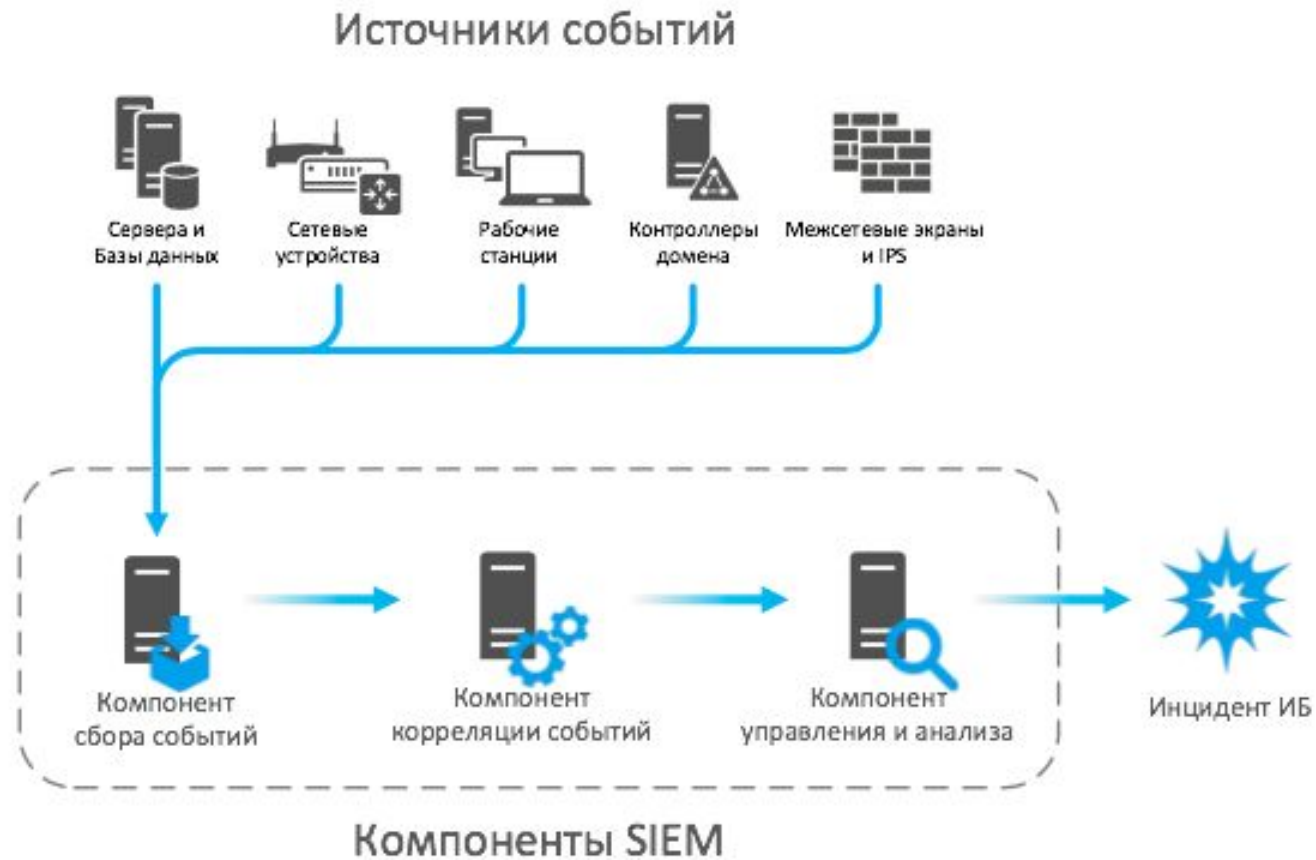 Источники событий
Сервера и
Базы данных
Сетевые
устройства
Рабочие
станции
Контроллеры
домена
Межсетевые экраны
и IPS
Компонент
сбора событий
Компонент
корреляции событий
Компонент
управления и анализа
Инцидент ИБ
Компоненты SIEM